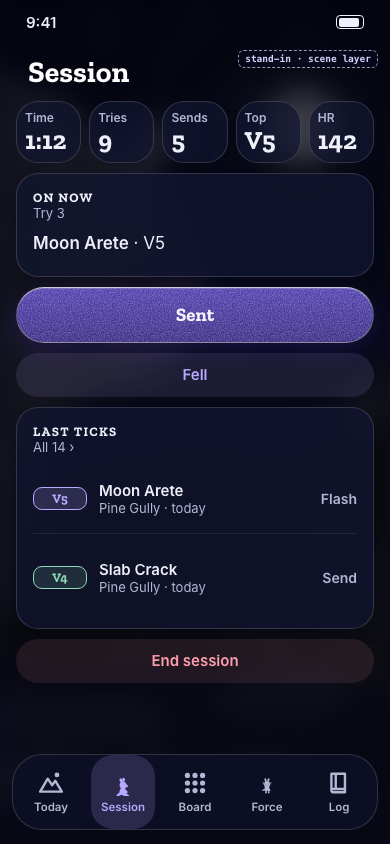 9:41
stand-in · scene layer
Session
Time
1:12
Tries
9
Sends
5
Top
V5
HR
142
ON NOW
Try 3
Moon Arete · V5
Sent
Fell
LAST TICKS
All 14 ›
V5
Moon Arete
Pine Gully · today
Flash
V4
Slab Crack
Pine Gully · today
Send
End session
Today
Session
Board
Force
Log